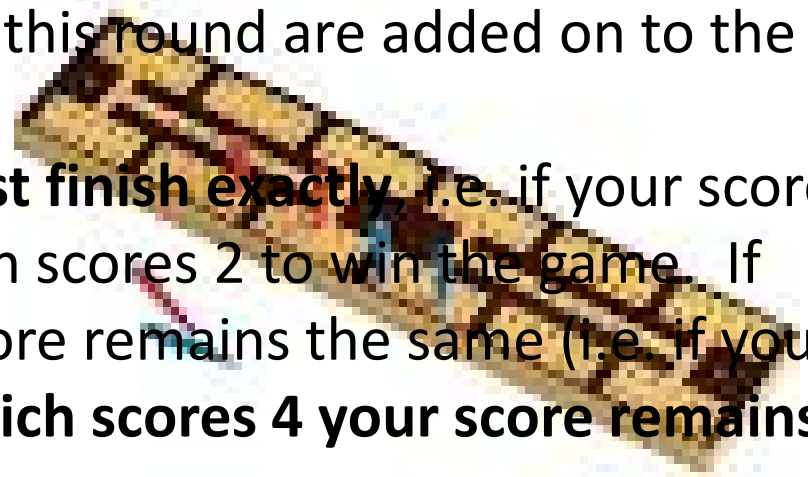 this round are added on to the
st finish exactly, i.e. if your score
n scores 2 to win the game. If
ore remains the same (i.e. if you
ich scores 4 your score remains